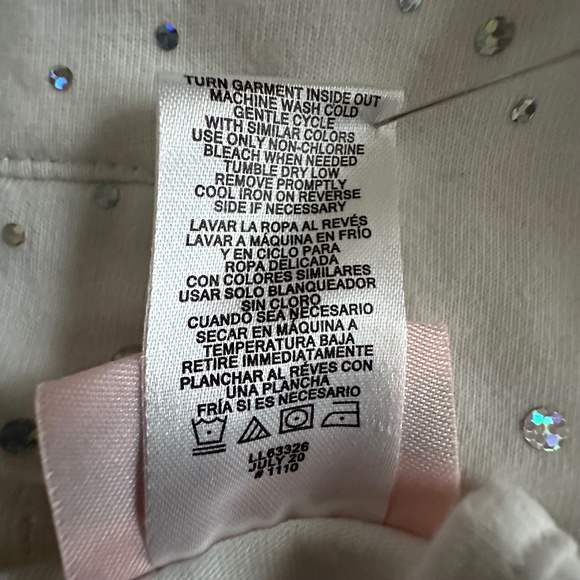 TURN GARMENT INSIDE OUT
MACHINE WASH COLD
GENTLE CYCLE
WITH SIMILAR COLORS
USE ONLY NON-CHLORINE
BLEACH WHEN NEEDED
TUMBLE DRY LOW
REMOVE PROMPTLY
COOL IRON ON REVERSE
SIDE IF NECESSARY
LAVAR LA ROPA AL REVÉS
LAVAR A MÁQUINA EN FRÍO
Y EN CICLO PARA
ROPA DELICADA
CON COLORES SIMILARES
USAR SOLO BLANQUEADOR
SIN CLORO
CUANDO SEA NECESARIO
SECAR EN MÁQUINA A
TEMPERATURA BAJA
RETIRE IMMEDIATAMENTE
PLANCHAR AL RÉVES CON
UNA PLANCHA
FRÍA SI ES NECESARIO
LL63326
JULY 20
# 1110